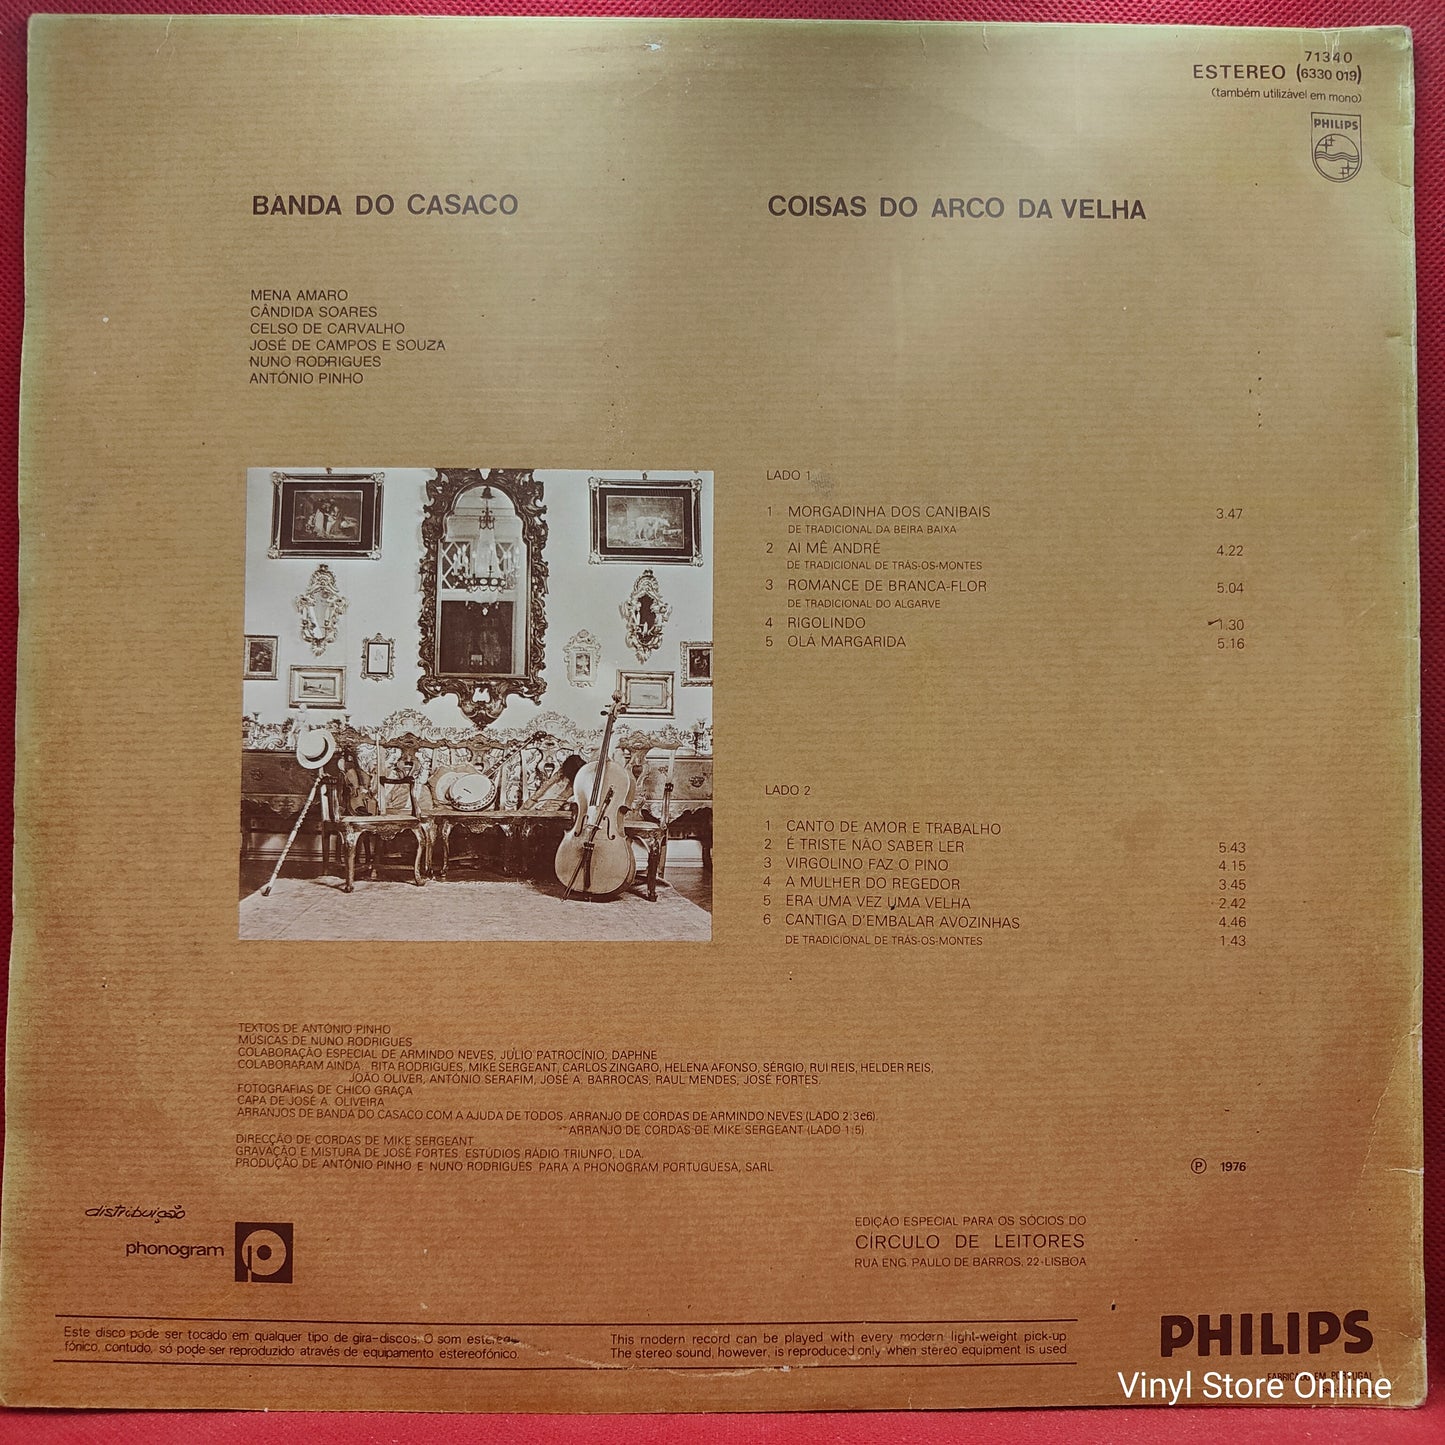 71340
ESTEREO (6330 019)
(também utilizável em mono)
PHILIPS
BANDA DO CASACO
COISAS DO ARCO DA VELHA
MENA AMARO
CÂNDIDA SOARES
CELSO DE CARVALHO
JOSÉ DE CAMPOS E SOUZA
NUNO RODRIGUES
ANTÓNIO PINHO
LADO 1
1 MORGADINHA DOS CANIBAIS 3.47
DE TRADICIONAL DA BEIRA BAIXA
2 AI MÊ ANDRÉ 4.22
DE TRADICIONAL DE TRÁS-OS-MONTES
3 ROMANCE DE BRANCA-FLOR 5.04
DE TRADICIONAL DO ALGARVE
4 RIGOLINDO 1.30
5 OLÁ MARGARIDA 5.16
LADO 2
1 CANTO DE AMOR E TRABALHO
2 É TRISTE NÃO SABER LER 5.43
3 VIRGOLINO FAZ O PINO 4.15
4 A MULHER DO REGEDOR 3.45
5 ERA UMA VEZ UMA VELHA 2.42
6 CANTIGA D'EMBALAR AVOZINHAS 4.46
DE TRADICIONAL DE TRÁS-OS-MONTES 1.43
TEXTOS DE ANTÓNIO PINHO
MÚSICAS DE NUNO RODRIGUES
COLABORAÇÃO ESPECIAL DE ARMINDO NEVES, JÚLIO PATROCÍNIO, DAPHNE
COLABORARAM AINDA: RITA RODRIGUES, MIKE SERGEANT, CARLOS ZINGARO, HELENA AFONSO, SÉRGIO, RUI REIS, HELDER REIS,
JOÃO OLIVER, ANTÓNIO SERAFIM, JOSÉ A. BARROCAS, RAUL MENDES, JOSÉ FORTES.
FOTOGRAFIAS DE CHICO GRAÇA
CAPA DE JOSÉ A. OLIVEIRA
ARRANJOS DE BANDA DO CASACO COM A AJUDA DE TODOS. ARRANJO DE CORDAS DE ARMINDO NEVES (LADO 2:3e6).
ARRANJO DE CORDAS DE MIKE SERGEANT (LADO 1:5).
DIRECÇÃO DE CORDAS DE MIKE SERGEANT
GRAVAÇÃO E MISTURA DE JOSÉ FORTES. ESTÚDIOS RÁDIO TRIUNFO, LDA.
PRODUÇÃO DE ANTÓNIO PINHO E NUNO RODRIGUES PARA A PHONOGRAM PORTUGUESA, SARL
Ⓟ 1976
distribuição
phonogram
EDIÇÃO ESPECIAL PARA OS SÓCIOS DO
CÍRCULO DE LEITORES
RUA ENG. PAULO DE BARROS, 22-LISBOA
Este disco pode ser tocado em qualquer tipo de gira-discos. O som estereo-
fónico, contudo, só pode ser reproduzido através de equipamento estereofónico.
This modern record can be played with every modern light-weight pick-up
The stereo sound, however, is reproduced only when stereo equipment is used
PHILIPS
FABRICADO EM PORTUGAL
Vinyl Store Online